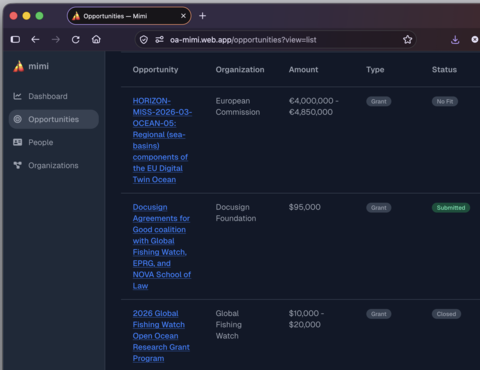 Opportunities — Mimi
oa-mimi.web.app/opportunities?view=list
mimi
Dashboard
Opportunities
People
Organizations
Opportunity Organization Amount Type Status
HORIZON-
MISS-2026-03-
OCEAN-05:
Regional (sea-
basins)
components of
the EU Digital
Twin Ocean
European
Commission
€4,000,000 -
€4,850,000
Grant
No Fit
Docusign
Agreements for
Good coalition
with Global
Fishing Watch,
EPRG, and
NOVA School of
Law
Docusign
Foundation
$95,000
Grant
Submitted
2026 Global
Fishing Watch
Open Ocean
Research Grant
Program
Global
Fishing
Watch
$10,000 -
$20,000
Grant
Closed